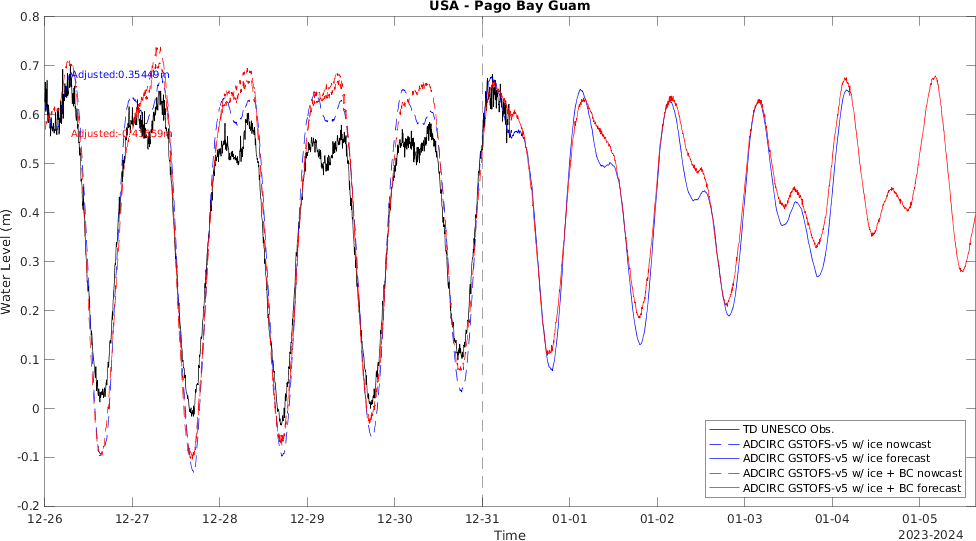 USA - Pago Bay Guam
0.8
0.7
0.6
0.5
0.4
0.3
0.2
0.1
0
-0.1
-0.2
Water Level (m)
Adjusted:0.35449m
12-26
12-27
12-28
12-29
12-30
12-31
01-01
01-02
01-03
01-04
01-05
Time
2023-2024
TD UNESCO Obs.
ADCIRC GSTOFS-v5 w/ ice nowcast
ADCIRC GSTOFS-v5 w/ ice forecast
ADCIRC GSTOFS-v5 w/ ice + BC nowcast
ADCIRC GSTOFS-v5 w/ ice + BC forecast